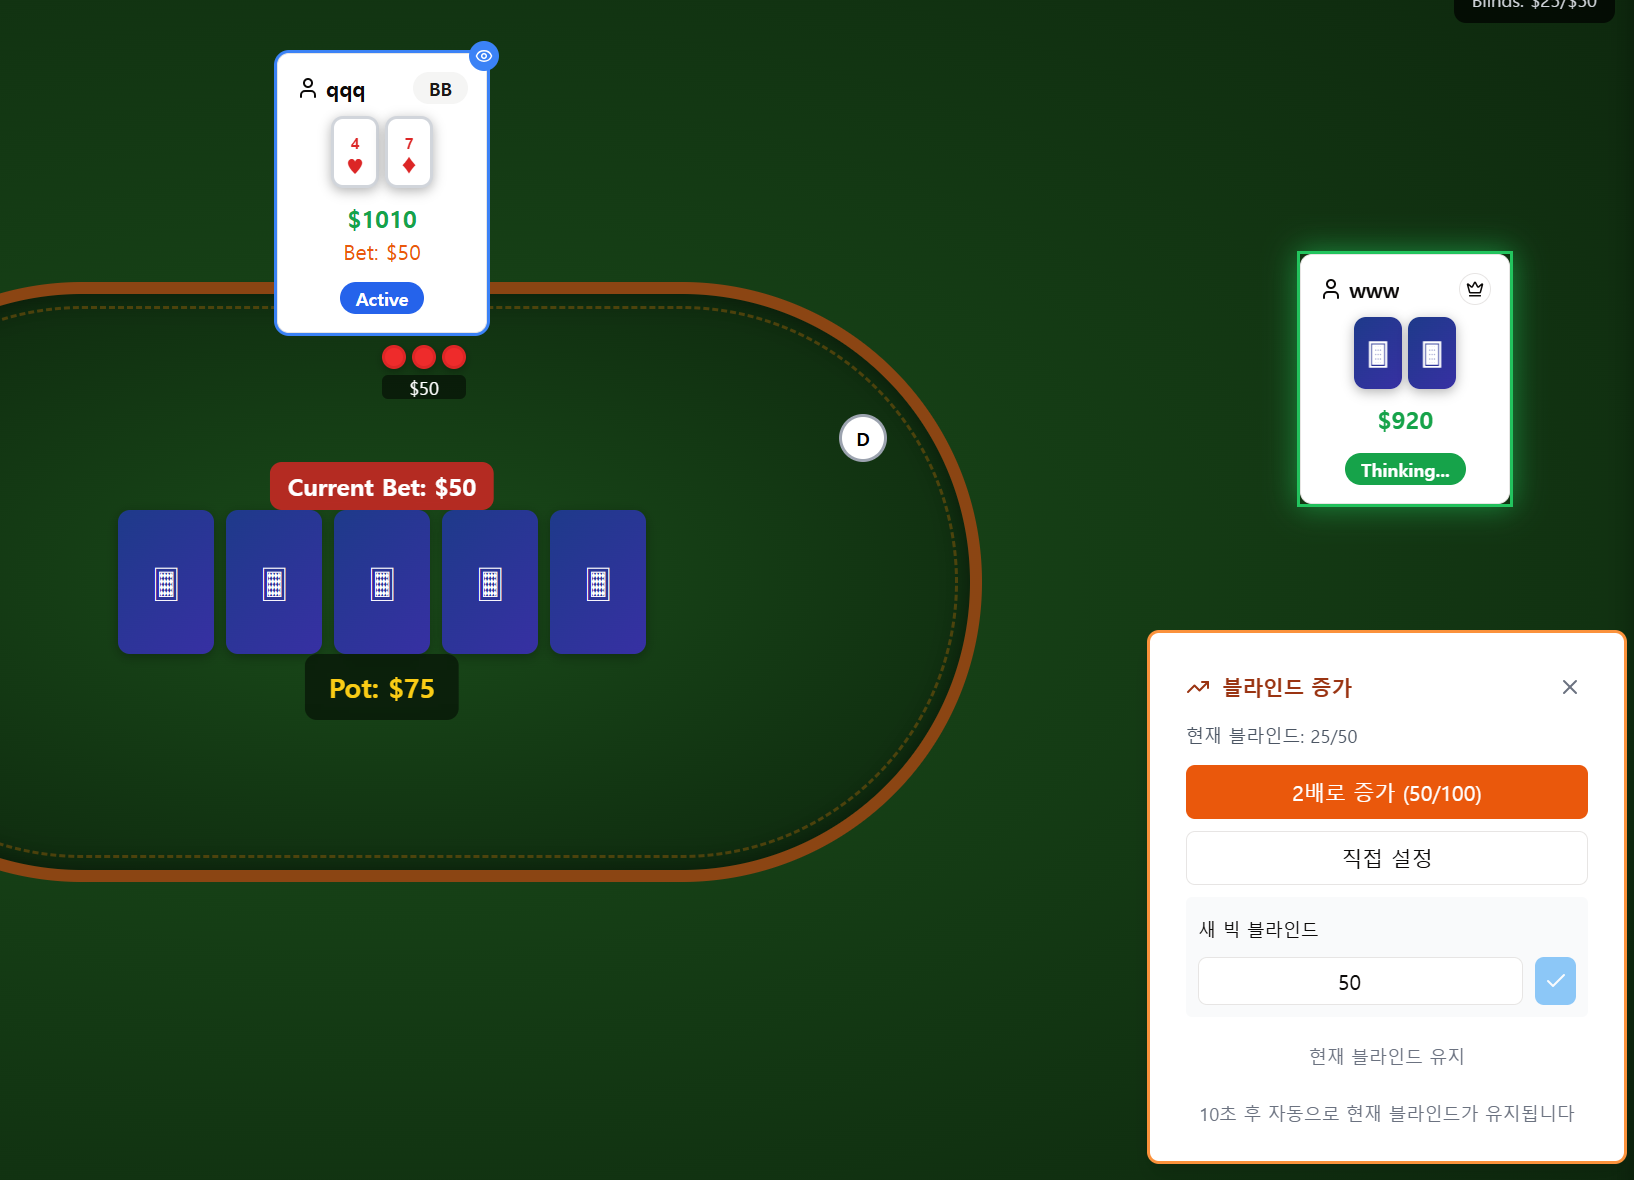 Blinds: $25/$50
qqq
BB
4
7
$1010
Bet: $50
Active
$50
www
$920
Thinking...
D
Current Bet: $50
Pot: $75
블라인드 증가
현재 블라인드: 25/50
2배로 증가 (50/100)
직접 설정
새 빅 블라인드
50
현재 블라인드 유지
10초 후 자동으로 현재 블라인드가 유지됩니다